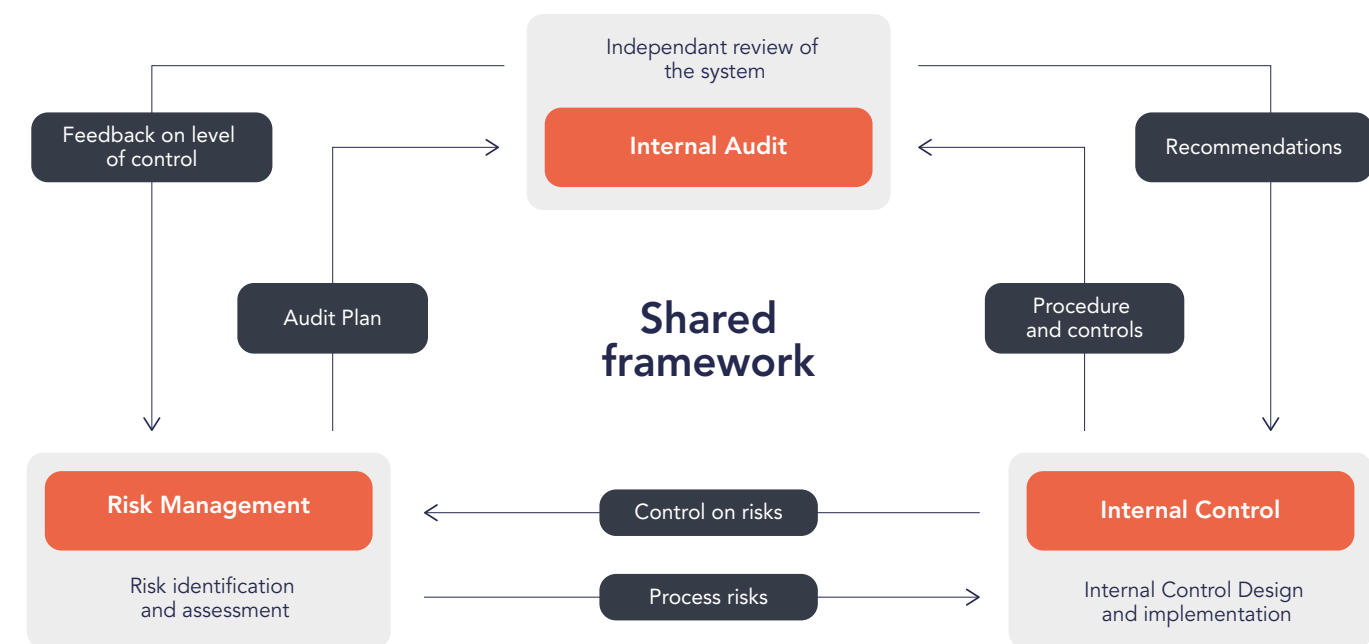 Independant review of
the system
Internal Audit
Feedback on level
of control
Recommendations
Audit Plan
Shared
framework
Procedure
and controls
Risk Management
Risk identification
and assessment
Control on risks
Process risks
Internal Control
Internal Control Design
and implementation